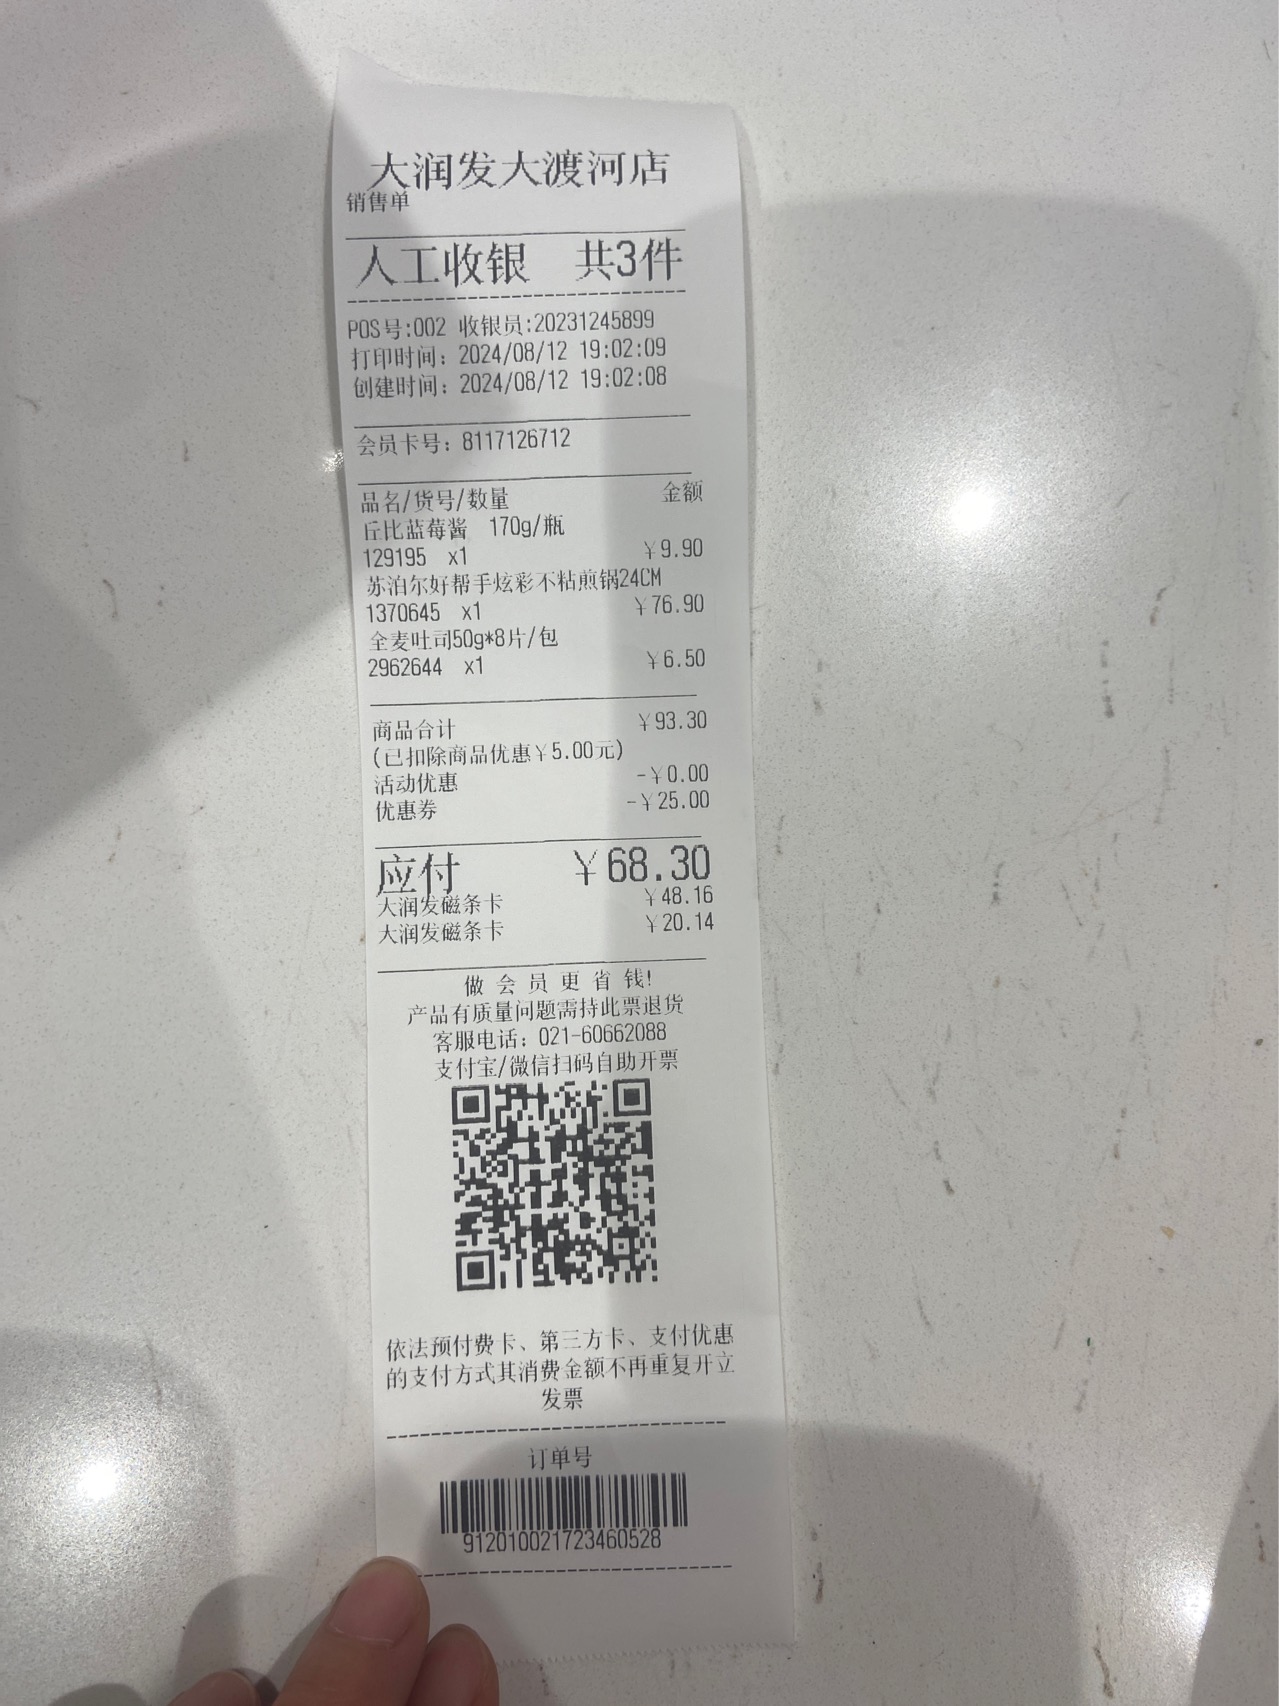 大润发大渡河店
销售单
人工收银 共3件
POS号:002 收银员:20231245899
打印时间: 2024/08/12 19:02:09
创建时间: 2024/08/12 19:02:08
会员卡号: 8117126712
品名/货号/数量 金额
丘比蓝莓酱 170g/瓶
129195 x1 ￥9.90
苏泊尔好帮手炫彩不粘煎锅24CM
1370645 x1 ￥76.90
全麦吐司50g*8片/包
2962644 x1 ￥6.50
商品合计 ￥93.30
(已扣除商品优惠￥5.00元)
活动优惠 -￥0.00
优惠券 -￥25.00
应付 ￥68.30
大润发磁条卡 ￥48.16
大润发磁条卡 ￥20.14
做 会 员 更 省 钱!
产品有质量问题需持此票退货
客服电话: 021-60662088
支付宝/微信扫码自助开票
依法预付费卡、第三方卡、支付优惠
的支付方式其消费金额不再重复开立
发票
订单号
912010021723460528